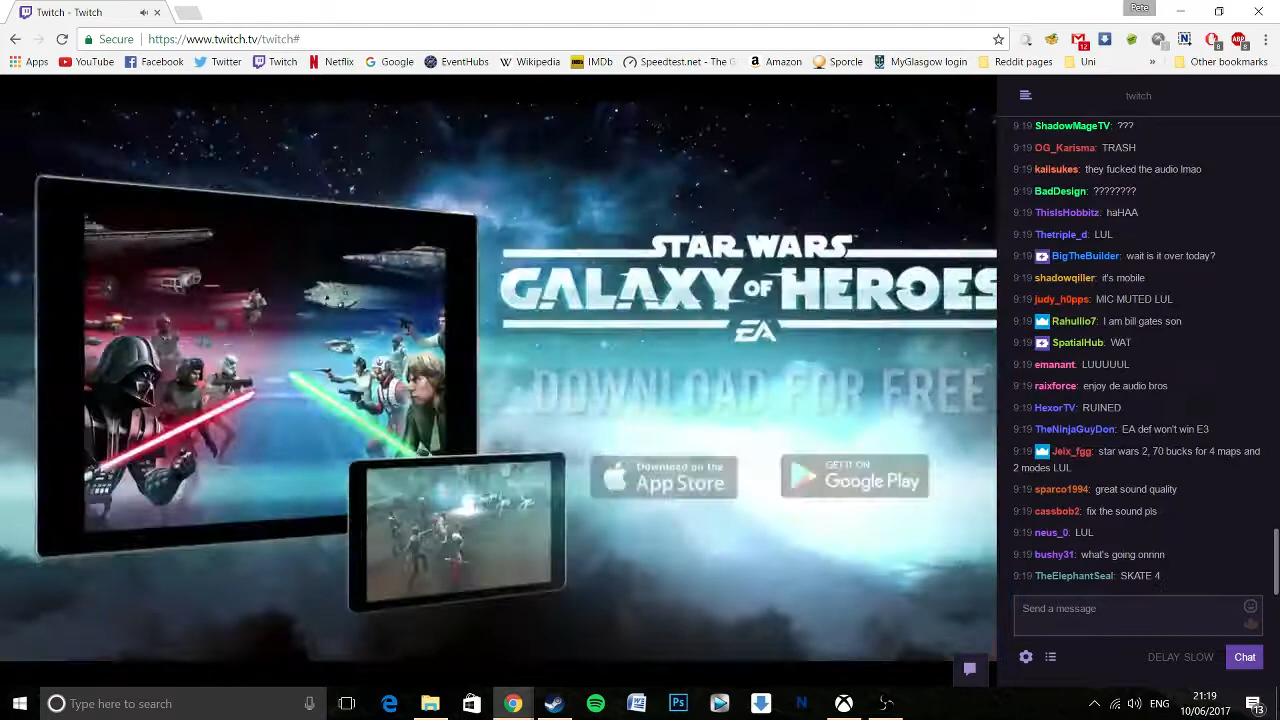 Twitch - Twitch
Pete
Secure https://www.twitch.tv/twitch#
12
8
8
Apps YouTube Facebook Twitter Twitch Netflix Google EventHubs Wikipedia IMDb Speedtest.net - The G Amazon Sporcle MyGlasgow login Reddit pages Uni » Other bookmarks
twitch
9:19 ShadowMageTV: ???
9:19 OG_Karisma: TRASH
9:19 kaiisukes: they fucked the audio lmao
9:19 BadDesign: ????????
9:19 ThisIsHobbitz: haHAA
9:19 Thetriple_d: LUL
9:19 BigTheBuilder: wait is it over today?
9:19 shadowqiller: it's mobile
9:19 judy_h0pps: MIC MUTED LUL
9:19 Rahullio7: I am bill gates son
9:19 SpatialHub: WAT
9:19 emanant: LUUUUUL
9:19 raixforce: enjoy de audio bros
9:19 HexorTV: RUINED
9:19 TheNinjaGuyDon: EA def won't win E3
9:19 Jeix_fgg: star wars 2, 70 bucks for 4 maps and
2 modes LUL
9:19 sparco1994: great sound quality
9:19 cassbob2: fix the sound pls
9:19 neus_0: LUL
9:19 bushy31: what's going onnnn
9:19 TheElephantSeal: SKATE 4
Send a message
DELAY SLOW Chat
STAR WARS
GALAXY OF HEROES
EA
DOWNLOAD FOR FREE
Download on the
App Store
GET IT ON
Google Play
Type here to search
ENG
21:19
10/06/2017
13